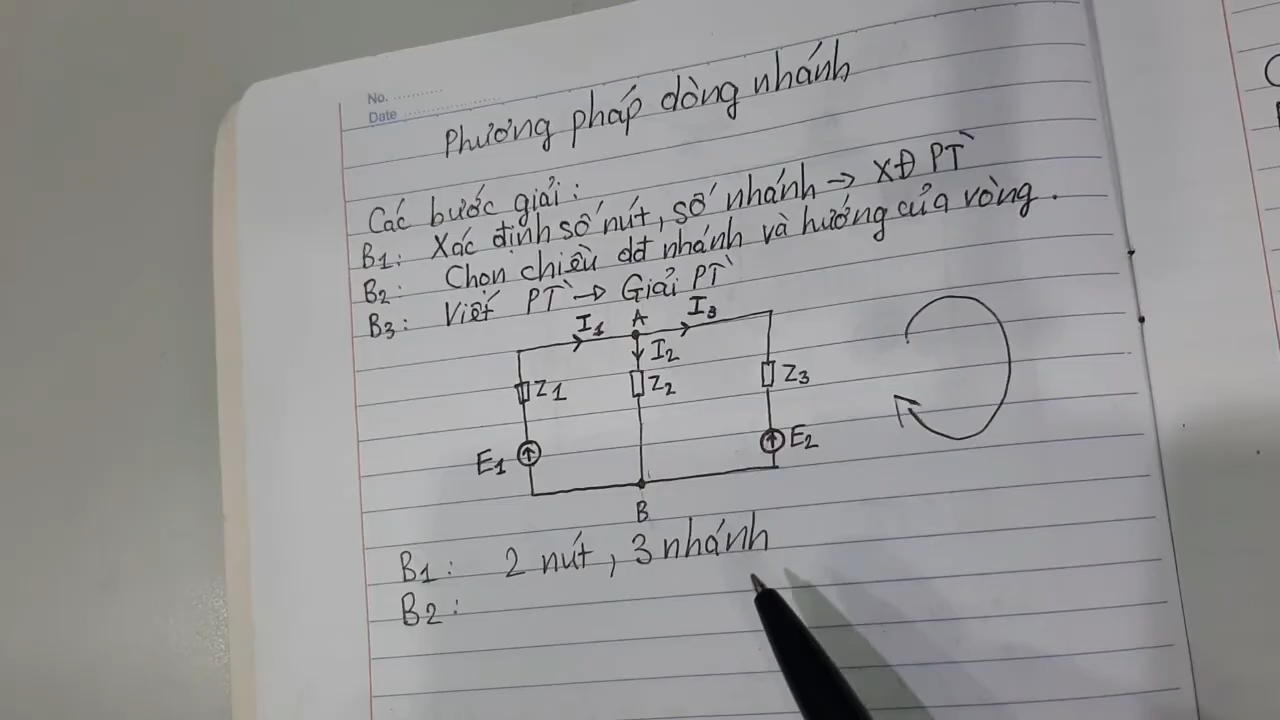 No. ............
Date ........................
Phương pháp dòng nhánh
Các bước giải:
B1: Xác định số nút, số nhánh → XĐ PT
B2: Chọn chiều dđ nhánh và hướng của vòng.
B3: Viết PT → Giải PT
I1 A I3
I2
Z1 Z2 Z3
E1 E2
B
B1: 2 nút, 3 nhánh
B2: